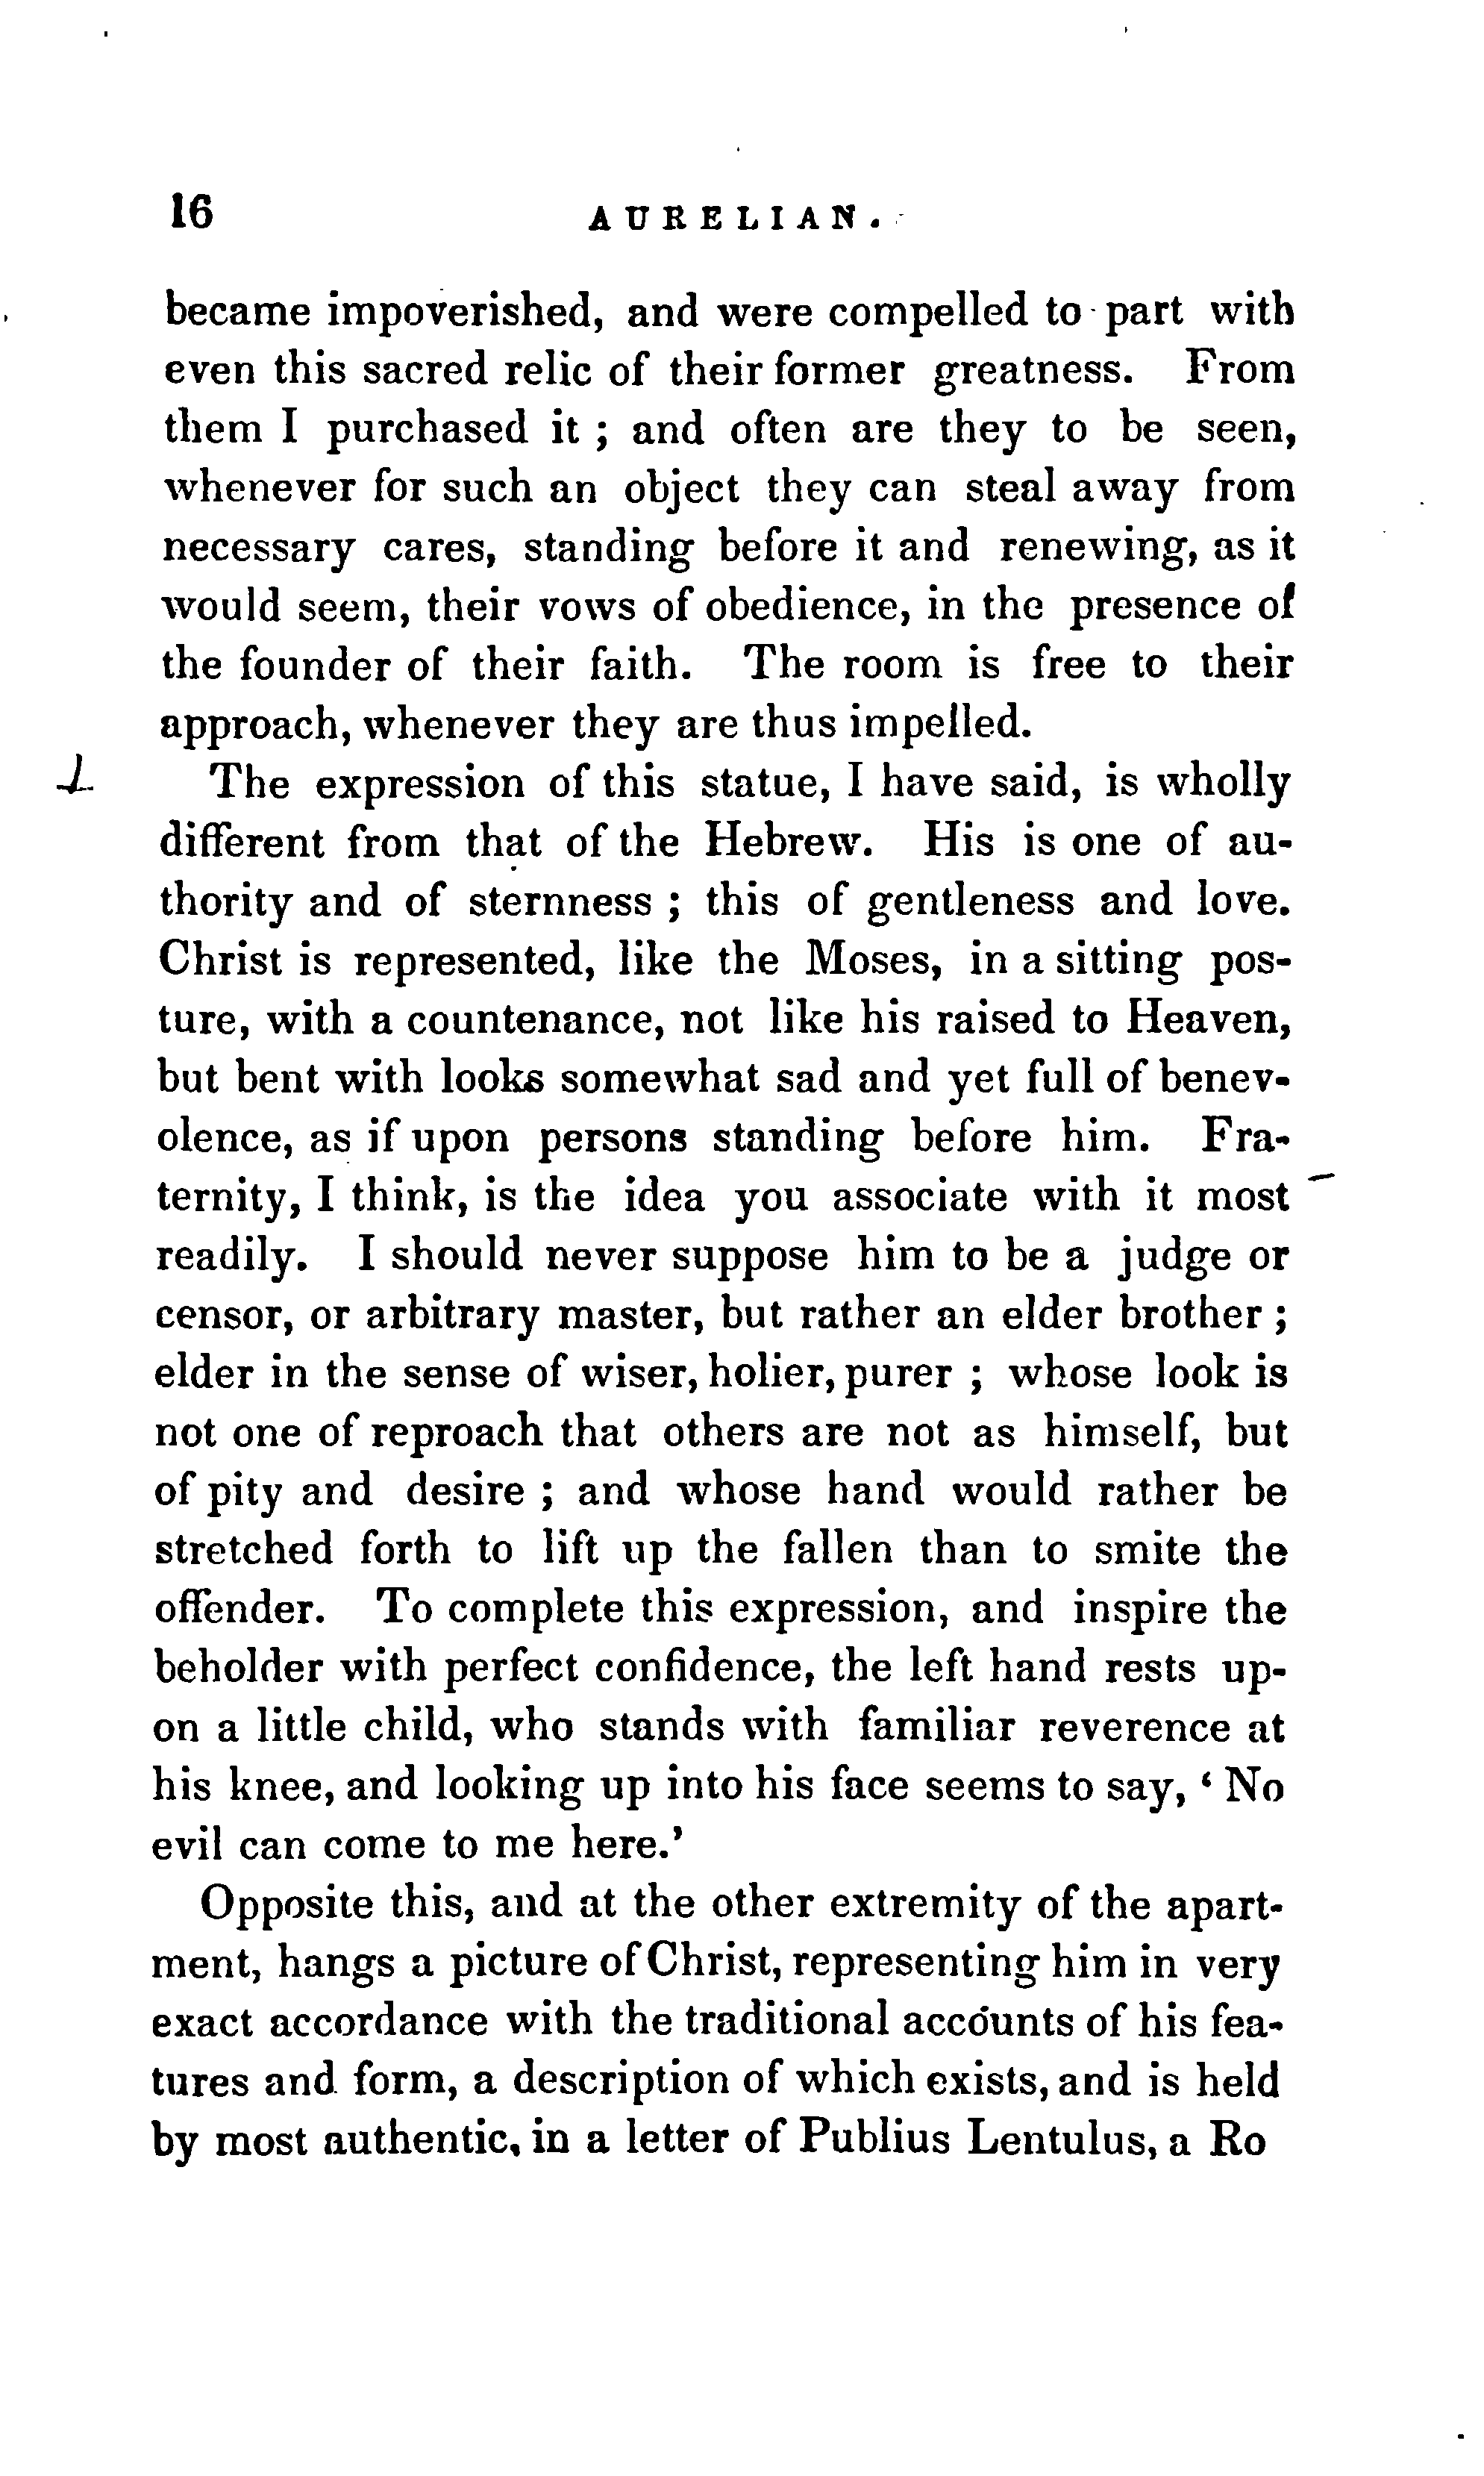 16 AURELIAN.
became impoverished, and were compelled to part with
even this sacred relic of their former greatness. From
them I purchased it ; and often are they to be seen,
whenever for such an object they can steal away from
necessary cares, standing before it and renewing, as it
would seem, their vows of obedience, in the presence of
the founder of their faith. The room is free to their
approach, whenever they are thus impelled.
The expression of this statue, I have said, is wholly
different from that of the Hebrew. His is one of au-
thority and of sternness ; this of gentleness and love.
Christ is represented, like the Moses, in a sitting pos-
ture, with a countenance, not like his raised to Heaven,
but bent with looks somewhat sad and yet full of benev-
olence, as if upon persons standing before him. Fra-
ternity, I think, is the idea you associate with it most
readily. I should never suppose him to be a judge or
censor, or arbitrary master, but rather an elder brother ;
elder in the sense of wiser, holier, purer ; whose look is
not one of reproach that others are not as himself, but
of pity and desire ; and whose hand would rather be
stretched forth to lift up the fallen than to smite the
offender. To complete this expression, and inspire the
beholder with perfect confidence, the left hand rests up-
on a little child, who stands with familiar reverence at
his knee, and looking up into his face seems to say, ‘ No
evil can come to me here.’
Opposite this, and at the other extremity of the apart-
ment, hangs a picture of Christ, representing him in very
exact accordance with the traditional accounts of his fea-
tures and form, a description of which exists, and is held
by most authentic, in a letter of Publius Lentulus, a Ro